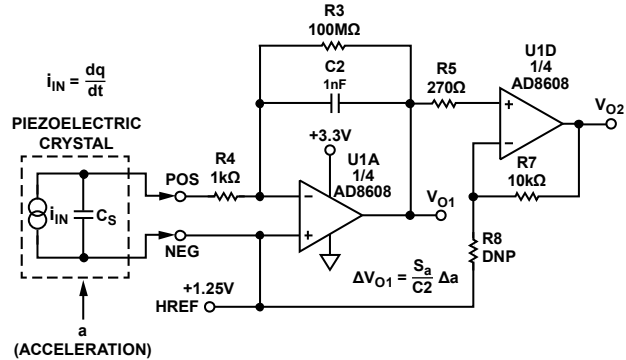 R3
100MΩ
C2
1nF
i_IN = dq/dt
PIEZOELECTRIC
CRYSTAL
i_IN
C_S
a
(ACCELERATION)
POS
NEG
R4
1kΩ
+3.3V
U1A
1/4
AD8608
−
+
V_O1
+1.25V
HREF
ΔV_O1 = S_a/C2 Δa
R5
270Ω
U1D
1/4
AD8608
+
−
V_O2
R7
10kΩ
R8
DNP